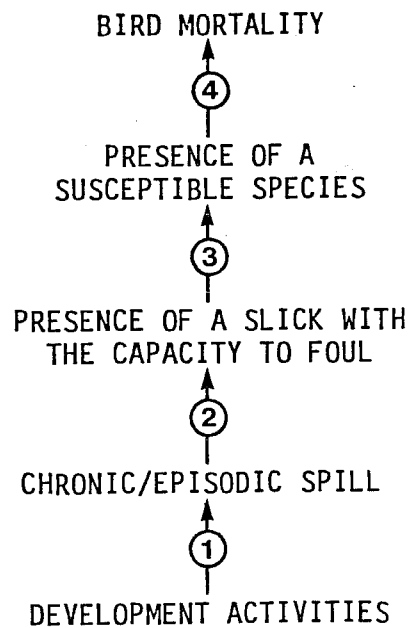 BIRD MORTALITY
4
PRESENCE OF A
SUSCEPTIBLE SPECIES
3
PRESENCE OF A SLICK WITH
THE CAPACITY TO FOUL
2
CHRONIC/EPISODIC SPILL
1
DEVELOPMENT ACTIVITIES